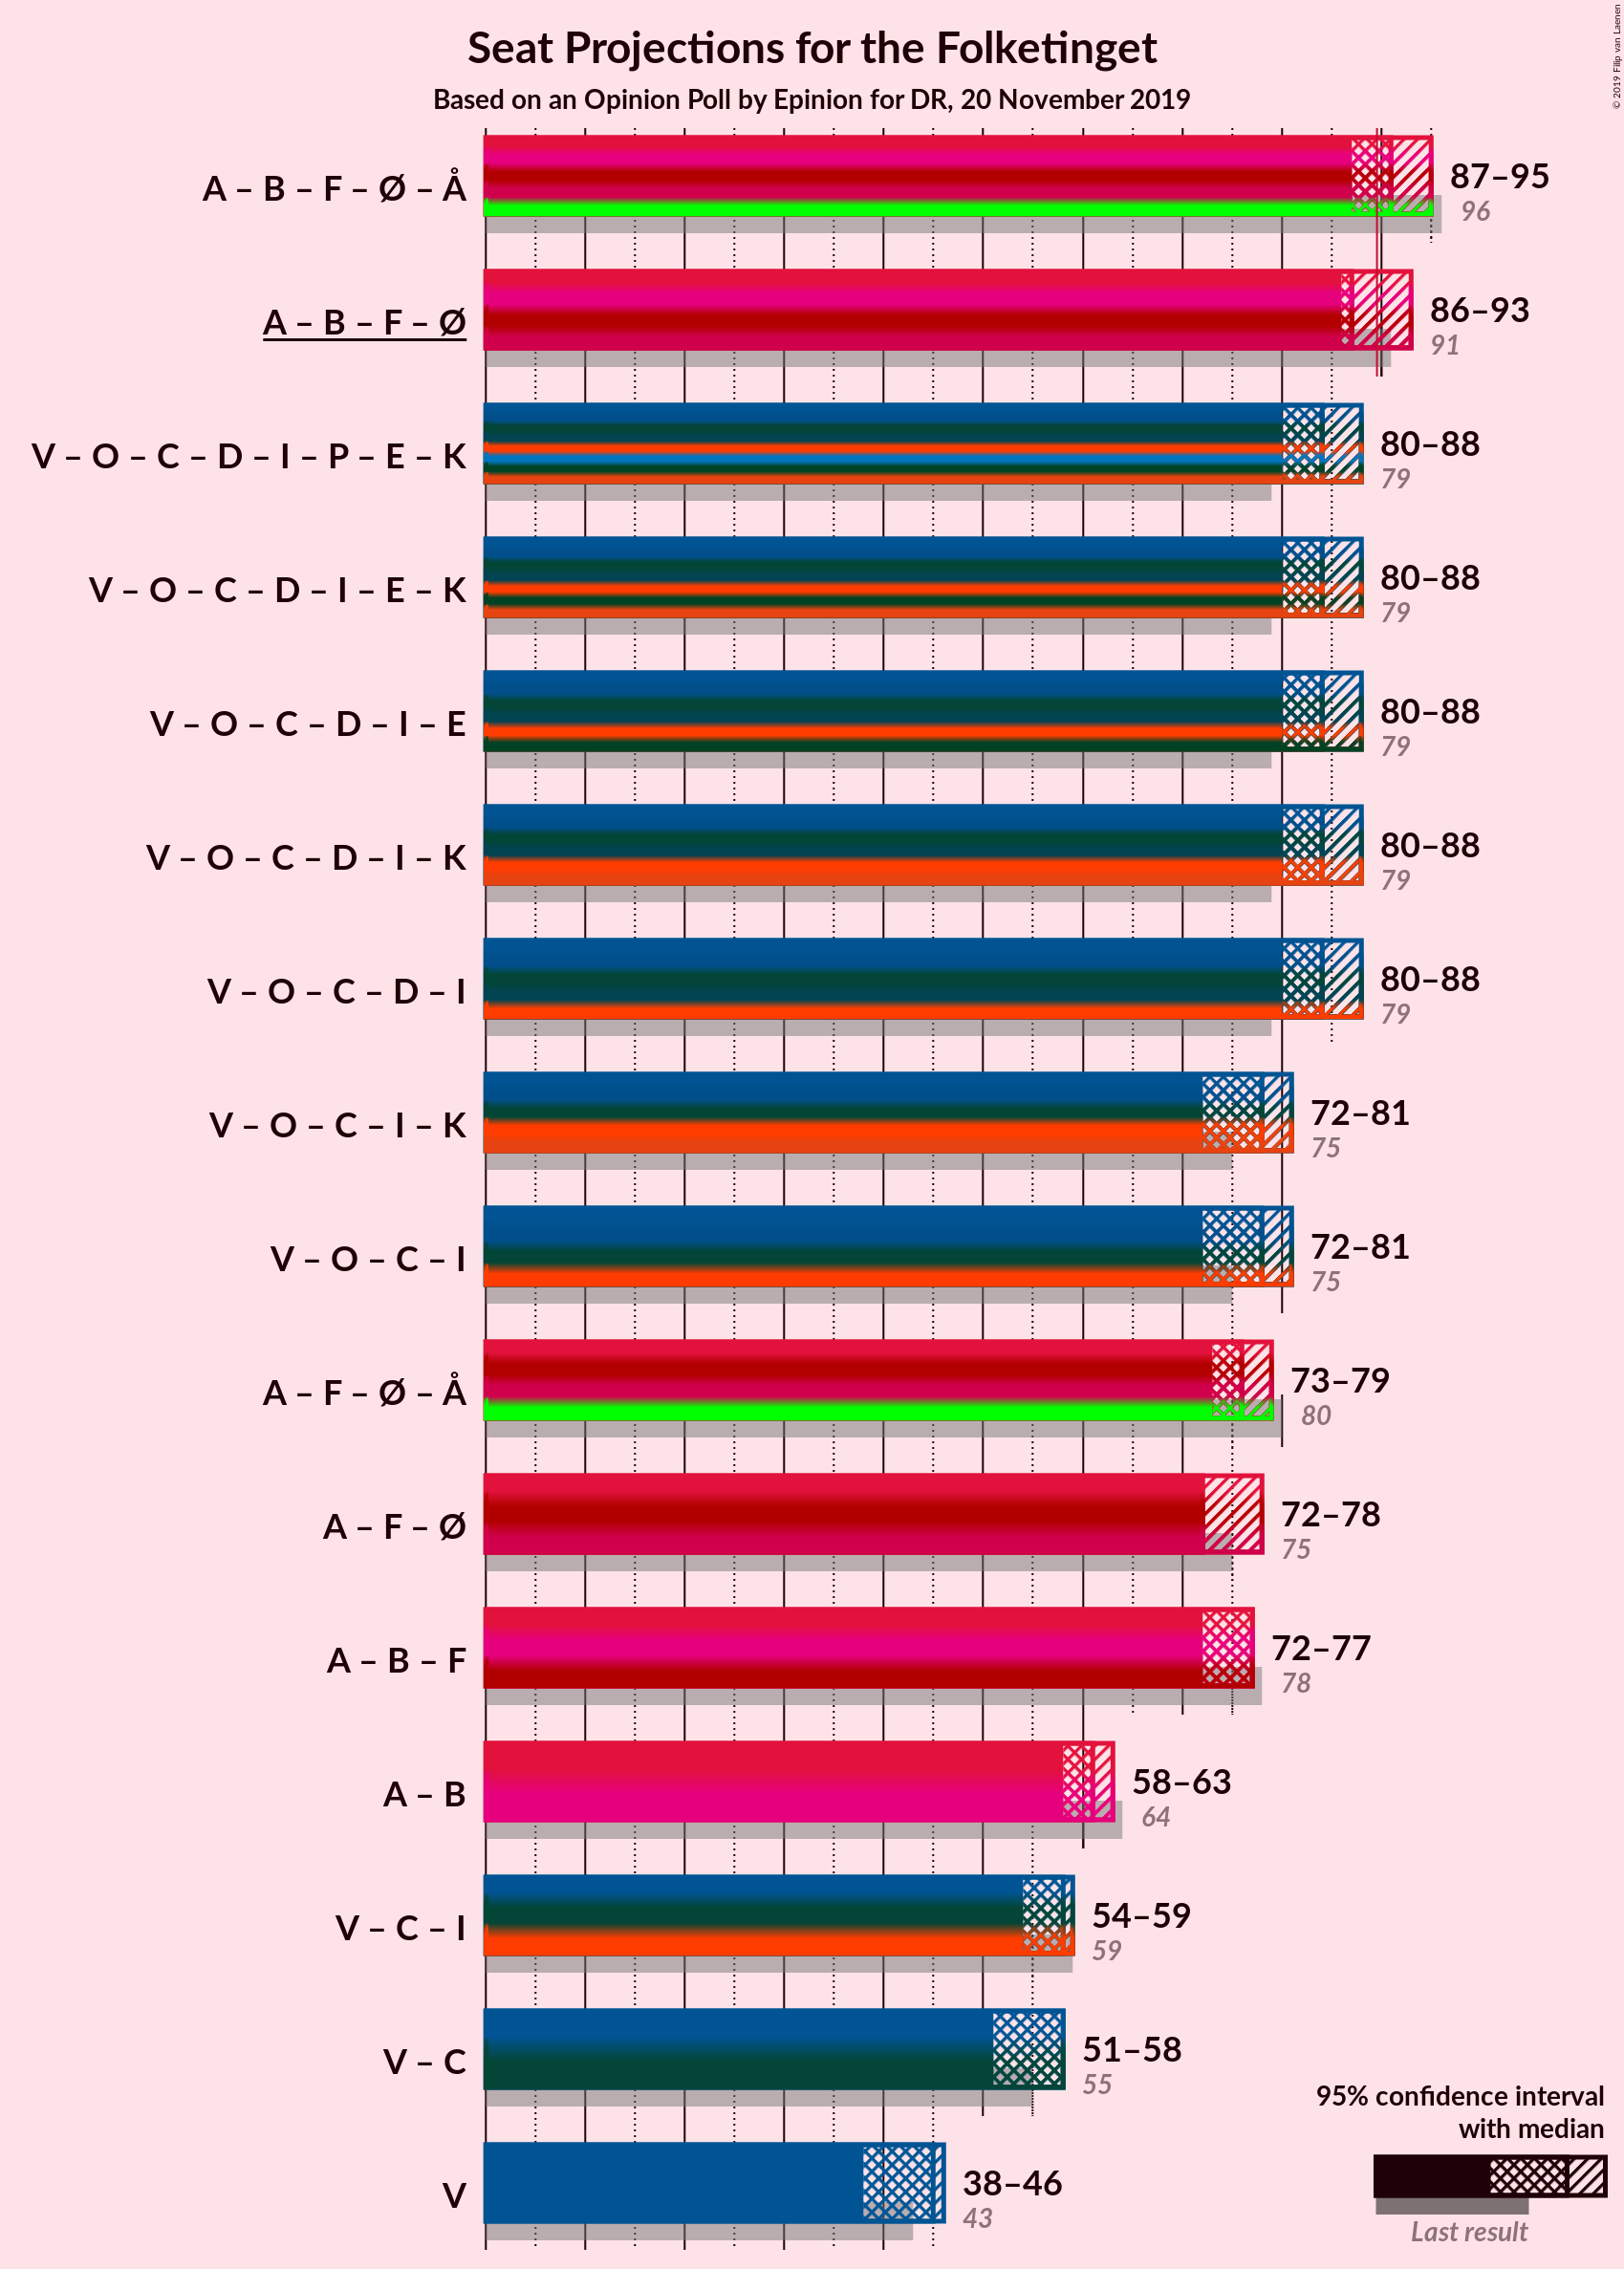 Seat Projections for the Folketinget
Based on an Opinion Poll by Epinion for DR, 20 November 2019
© 2019 Filip van Laenen
A – B – F – Ø – Å
87–95
96
A – B – F – Ø
86–93
91
V – O – C – D – I – P – E – K
80–88
79
V – O – C – D – I – E – K
80–88
79
V – O – C – D – I – E
80–88
79
V – O – C – D – I – K
80–88
79
V – O – C – D – I
80–88
79
V – O – C – I – K
72–81
75
V – O – C – I
72–81
75
A – F – Ø – Å
73–79
80
A – F – Ø
72–78
75
A – B – F
72–77
78
A – B
58–63
64
V – C – I
54–59
59
V – C
51–58
55
V
38–46
43
95% confidence interval
with median
Last result